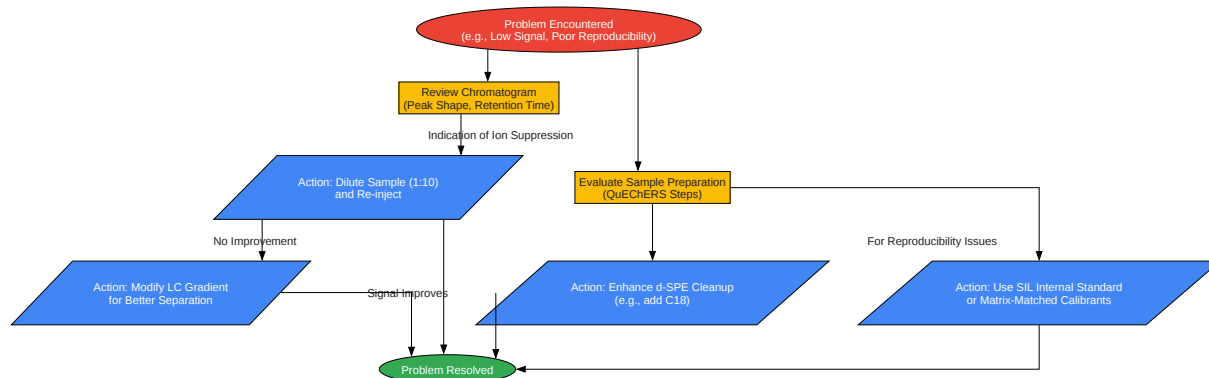 Problem Encountered
(e.g., Low Signal, Poor Reproducibility)
Review Chromatogram
(Peak Shape, Retention Time)
Indication of Ion Suppression
Action: Dilute Sample (1:10)
and Re-inject
Evaluate Sample Preparation
(QuEChERS Steps)
No Improvement
For Reproducibility Issues
Action: Modify LC Gradient
for Better Separation
Signal Improves
Action: Enhance d-SPE Cleanup
(e.g., add C18)
Action: Use SIL Internal Standard
or Matrix-Matched Calibrants
Problem Resolved